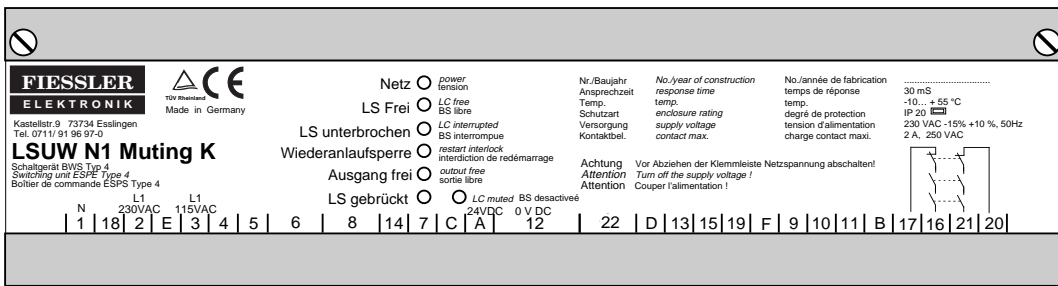 FIESSLER
ELEKTRONIK
TÜV Rheinland
Made in Germany
Kastellstr.9 73734 Esslingen
Tel. 0711/ 91 96 97-0
LSUW N1 Muting K
Schaltgerät BWS Typ 4
Switching unit ESPE Type 4
Boîtier de commande ESPS Type 4
Netz power
tension
LS Frei LC free
BS libre
LS unterbrochen LC interrupted
BS interrompue
Wiederanlaufsperre restart interlock
interdiction de redémarrage
Ausgang frei output free
sortie libre
LS gebrückt LC muted BS desactiveé
Nr./Baujahr No./year of construction No./année de fabrication ..................................
Ansprechzeit response time temps de réponse 30 mS
Temp. temp. temp. -10... + 55 °C
Schutzart enclosure rating degré de protection IP 20
Versorgung supply voltage tension d'alimentation 230 VAC -15% +10 %, 50Hz
Kontaktbel. contact max. charge contact maxi. 2 A, 250 VAC
Achtung Vor Abziehen der Klemmleiste Netzspannung abschalten!
Attention Turn off the supply voltage !
Attention Couper l'alimentation !
N L1 230VAC L1 115VAC 24VDC 0 V DC
1 18 2 E 3 4 5 6 8 14 7 C A 12 22 D 13 15 19 F 9 10 11 B 17 16 21 20